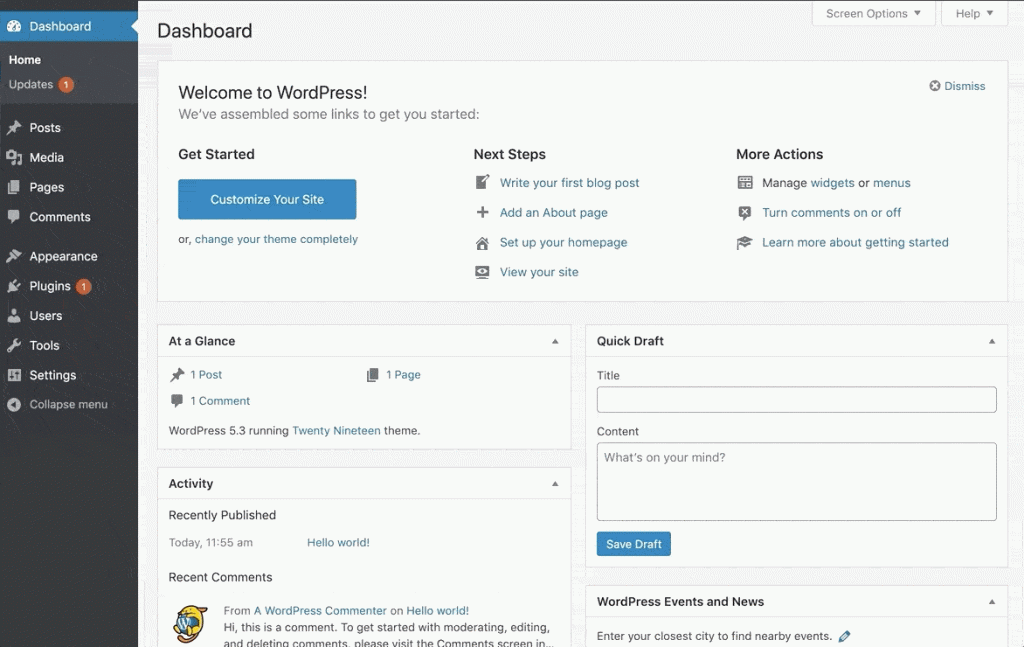 Dashboard
Home
Updates 1
Posts
Media
Pages
Comments
Appearance
Plugins 1
Users
Tools
Settings
Collapse menu
Screen Options
Help
Dashboard
Welcome to WordPress!
Dismiss
We've assembled some links to get you started:
Get Started
Customize Your Site
or, change your theme completely
Next Steps
Write your first blog post
Add an About page
Set up your homepage
View your site
More Actions
Manage widgets or menus
Turn comments on or off
Learn more about getting started
At a Glance
1 Post
1 Page
1 Comment
WordPress 5.3 running Twenty Nineteen theme.
Activity
Recently Published
Today, 11:55 am
Hello world!
Recent Comments
From A WordPress Commenter on Hello world!
Hi, this is a comment. To get started with moderating, editing,
and deleting comments, please visit the Comments screen in...
Quick Draft
Title
Content
What's on your mind?
Save Draft
WordPress Events and News
Enter your closest city to find nearby events.